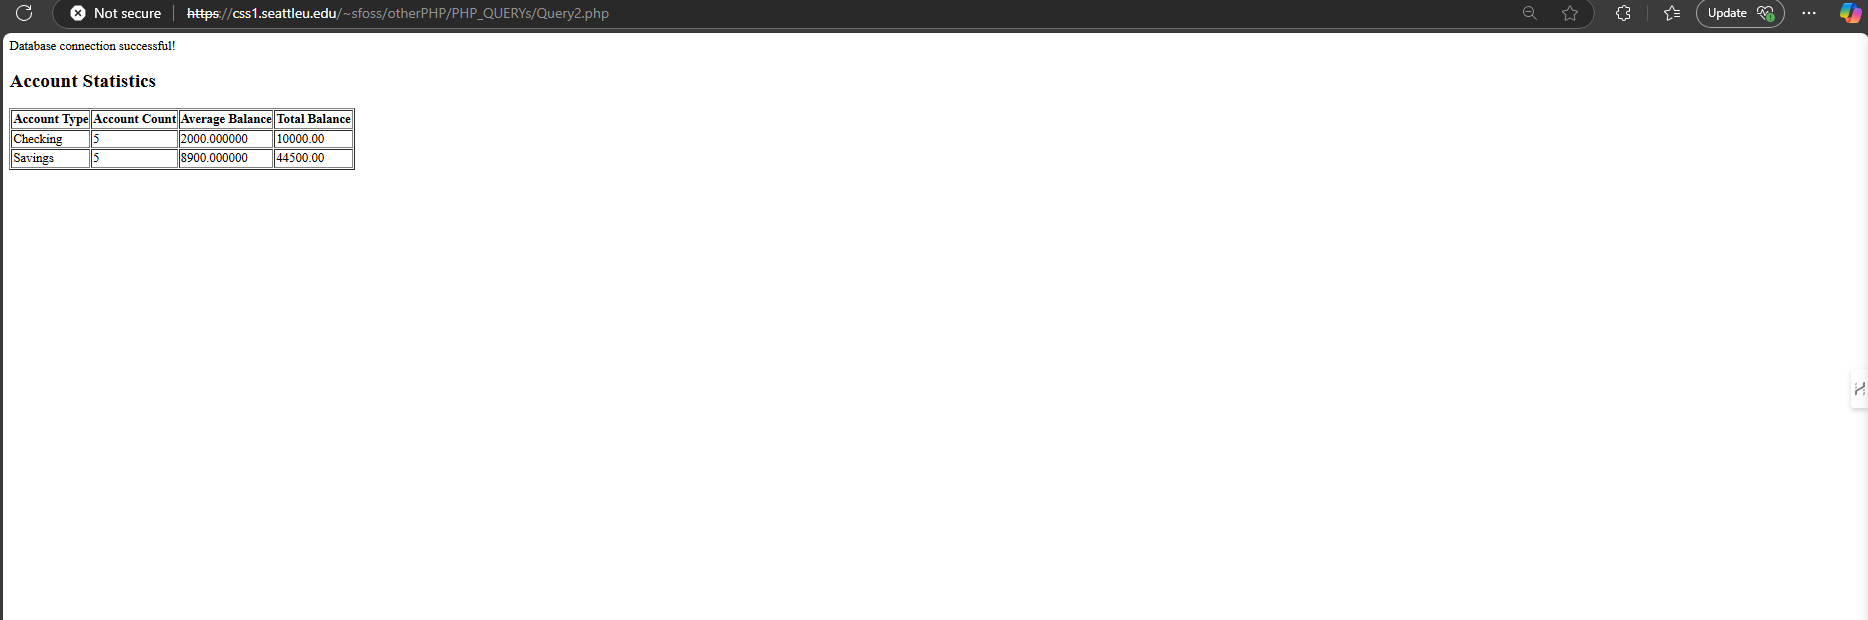 Not secure https://css1.seattleu.edu/~sfoss/otherPHP/PHP_QUERYs/Query2.php Update
Database connection successful!
Account Statistics
Account Type Account Count Average Balance Total Balance
Checking 5 2000.000000 10000.00
Savings 5 8900.000000 44500.00